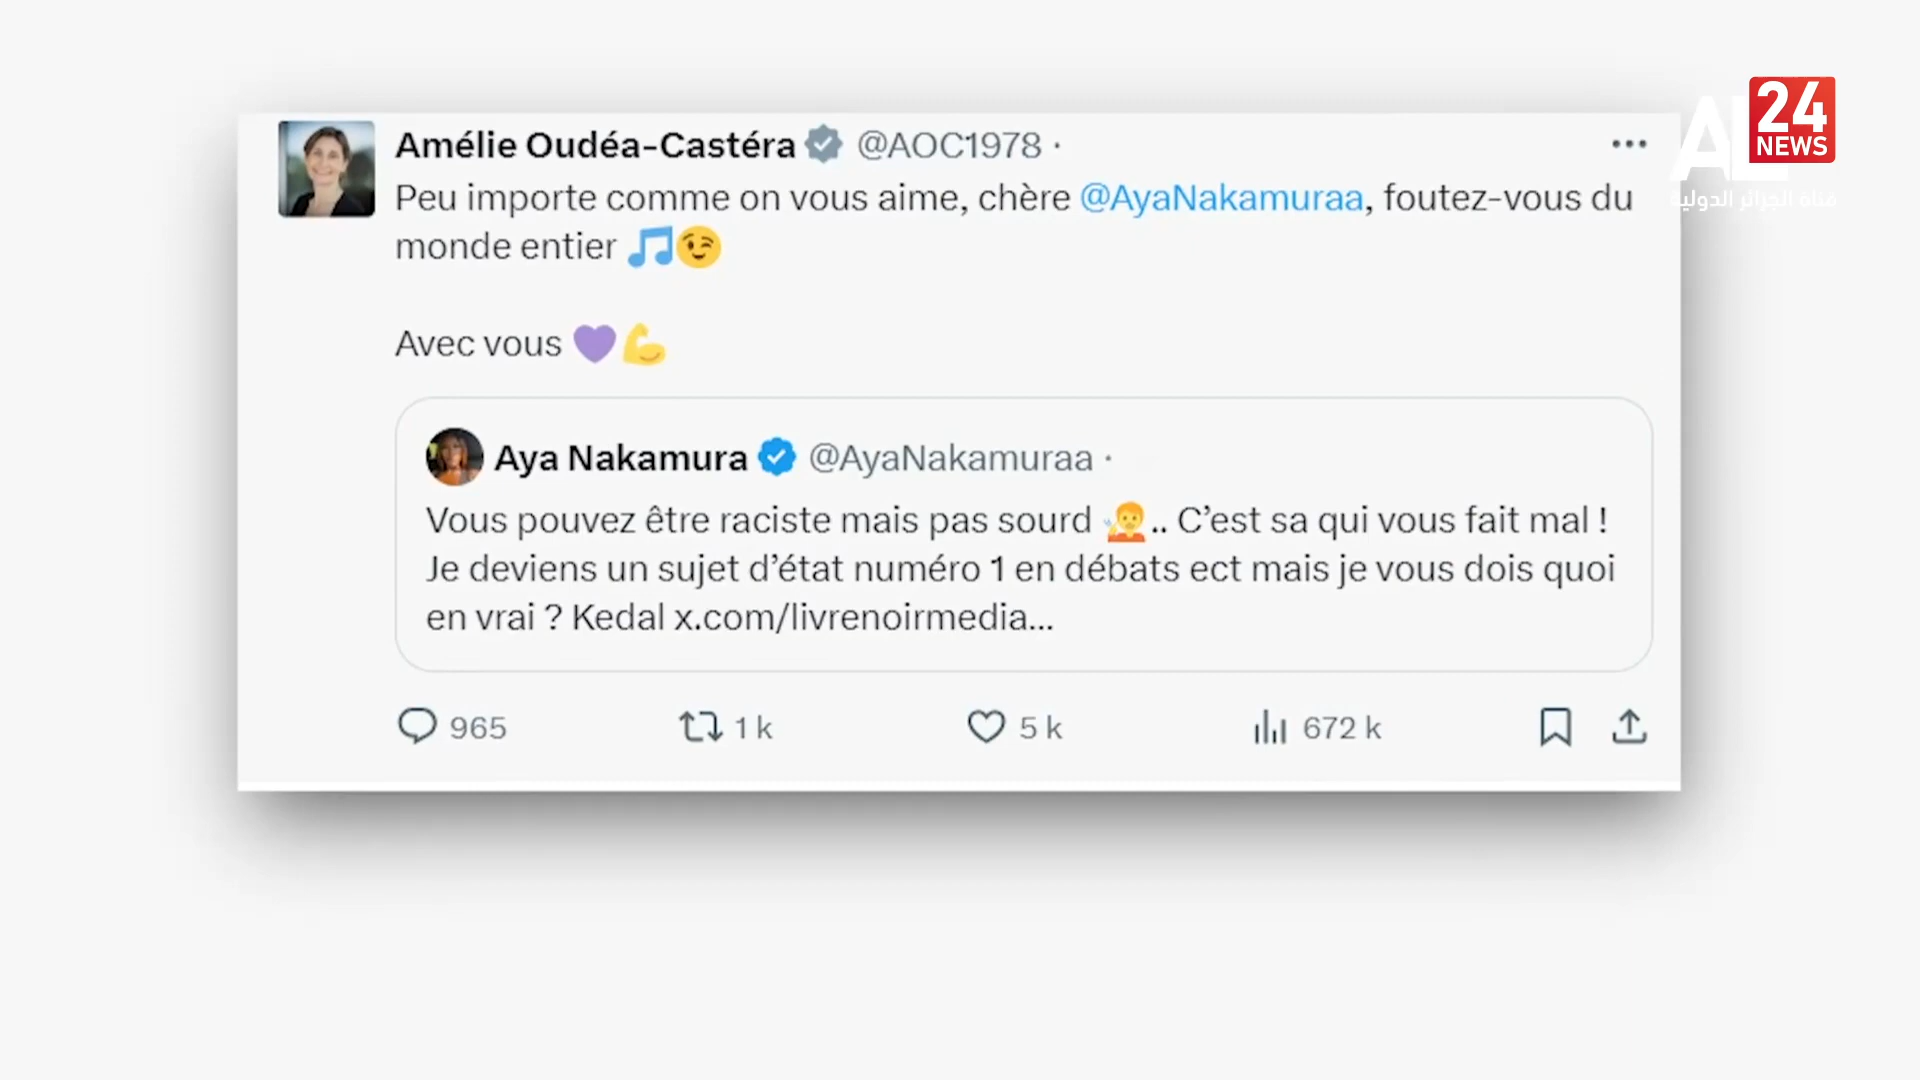 Amélie Oudéa-Castéra @AOC1978 ·
Peu importe comme on vous aime, chère @AyaNakamuraa, foutez-vous du
monde entier 🎵😉
Avec vous 💜💪
Aya Nakamura @AyaNakamuraa ·
Vous pouvez être raciste mais pas sourd 🧏.. C’est sa qui vous fait mal !
Je deviens un sujet d’état numéro 1 en débats ect mais je vous dois quoi
en vrai ? Kedal x.com/livrenoirmedia...
965 1 k 5 k 672 k
AL 24 NEWS
قناة الجزائر الدولية